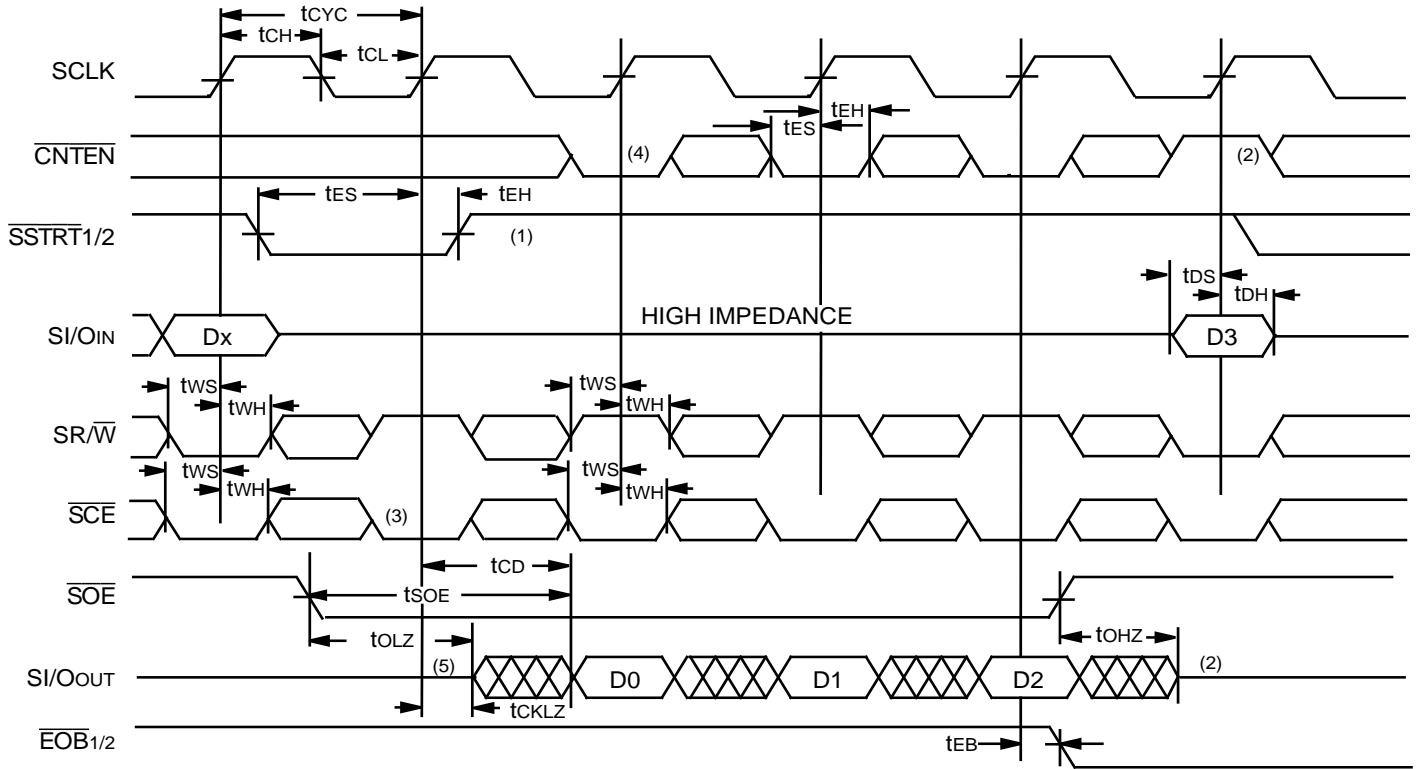 tCYC
tCH
tCL
SCLK
tEH
tES
CNTEN
(4)
(2)
tES
tEH
SSTRT1/2
(1)
tDS
tDH
HIGH IMPEDANCE
SI/OIN
Dx
D3
tWS
tWS
tWH
tWH
SR/W
tWS
tWS
tWH
tWH
SCE
(3)
tCD
SOE
tSOE
tOLZ
tOHZ
(5)
(2)
SI/OOUT
D0
D1
D2
tCKLZ
EOB1/2
tEB